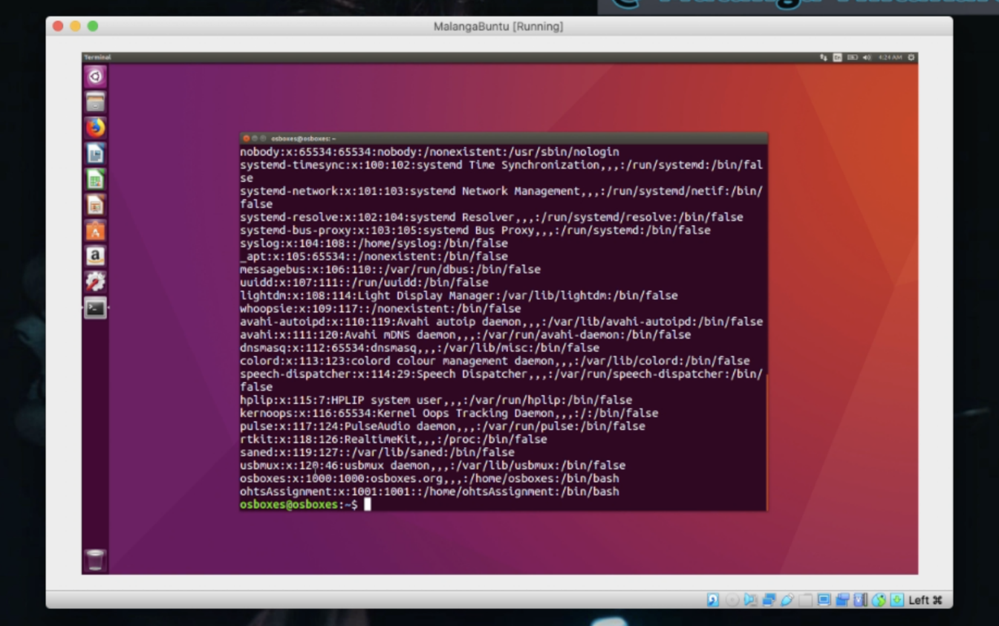 MalangaBuntu [Running]
Terminal
En
4:24 AM
osboxes@osboxes: ~
nobody:x:65534:65534:nobody:/nonexistent:/usr/sbin/nologin
systemd-timesync:x:100:102:systemd Time Synchronization,,,:/run/systemd:/bin/fal
se
systemd-network:x:101:103:systemd Network Management,,,:/run/systemd/netif:/bin/
false
systemd-resolve:x:102:104:systemd Resolver,,,:/run/systemd/resolve:/bin/false
systemd-bus-proxy:x:103:105:systemd Bus Proxy,,,:/run/systemd:/bin/false
syslog:x:104:108::/home/syslog:/bin/false
_apt:x:105:65534::/nonexistent:/bin/false
messagebus:x:106:110::/var/run/dbus:/bin/false
uuidd:x:107:111::/run/uuidd:/bin/false
lightdm:x:108:114:Light Display Manager:/var/lib/lightdm:/bin/false
whoopsie:x:109:117::/nonexistent:/bin/false
avahi-autoipd:x:110:119:Avahi autoip daemon,,,:/var/lib/avahi-autoipd:/bin/false
avahi:x:111:120:Avahi mDNS daemon,,,:/var/run/avahi-daemon:/bin/false
dnsmasq:x:112:65534:dnsmasq,,,:/var/lib/misc:/bin/false
colord:x:113:123:colord colour management daemon,,,:/var/lib/colord:/bin/false
speech-dispatcher:x:114:29:Speech Dispatcher,,,:/var/run/speech-dispatcher:/bin/
false
hplip:x:115:7:HPLIP system user,,,:/var/run/hplip:/bin/false
kernoops:x:116:65534:Kernel Oops Tracking Daemon,,,:/:/bin/false
pulse:x:117:124:PulseAudio daemon,,,:/var/run/pulse:/bin/false
rtkit:x:118:126:RealtimeKit,,,:/proc:/bin/false
saned:x:119:127::/var/lib/saned:/bin/false
usbmux:x:120:46:usbmux daemon,,,:/var/lib/usbmux:/bin/false
osboxes:x:1000:1000:osboxes.org,,,:/home/osboxes:/bin/bash
ohtsAssignment:x:1001:1001::/home/ohtsAssignment:/bin/bash
osboxes@osboxes:~$
Left ⌘